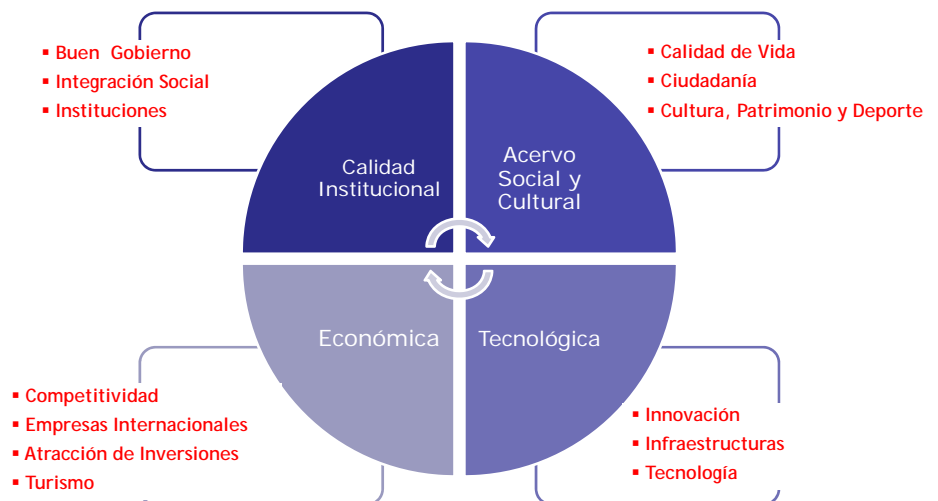 ▪ Buen Gobierno
▪ Integración Social
▪ Instituciones
▪ Calidad de Vida
▪ Ciudadanía
▪ Cultura, Patrimonio y Deporte
Calidad
Institucional
Acervo
Social y
Cultural
Económica
Tecnológica
▪ Competitividad
▪ Empresas Internacionales
▪ Atracción de Inversiones
▪ Turismo
▪ Innovación
▪ Infraestructuras
▪ Tecnología